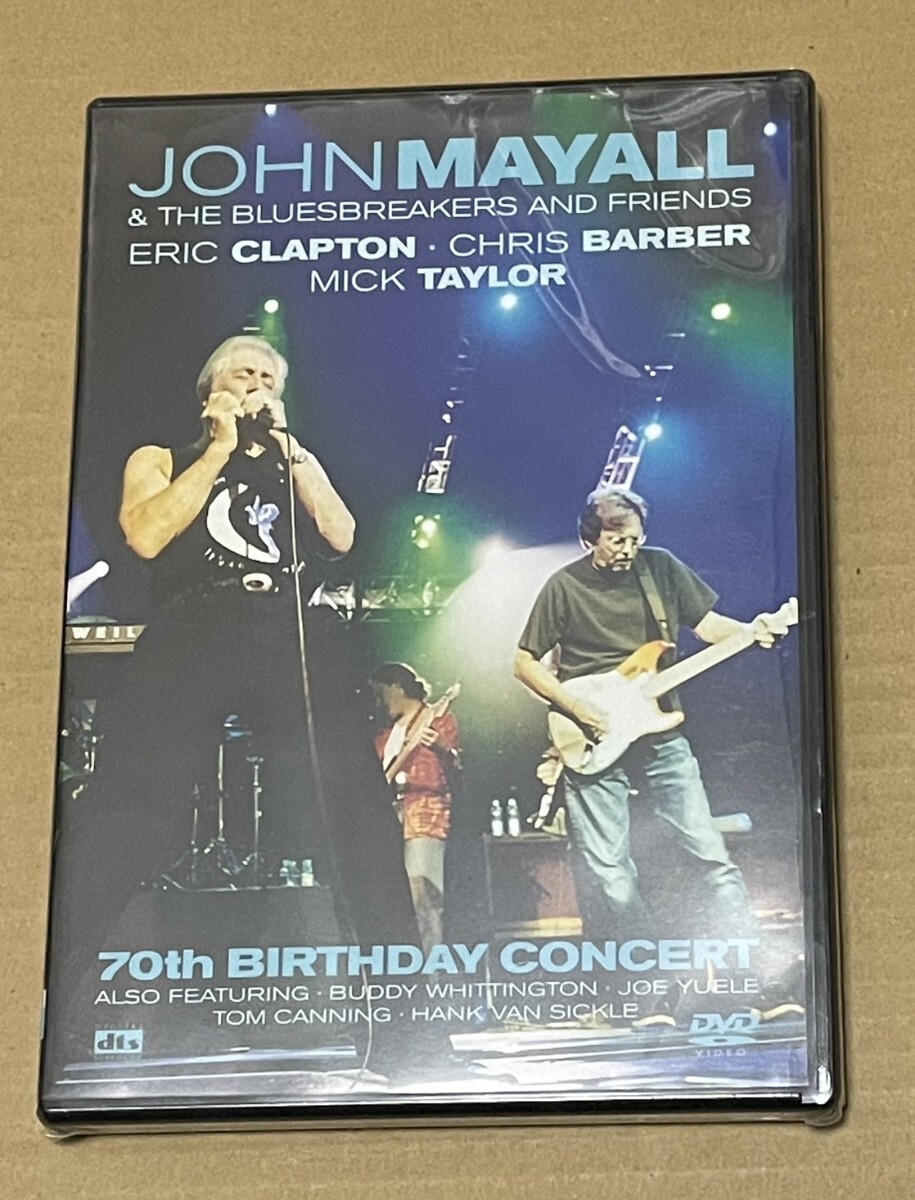 JOHN MAYALL
& THE BLUESBREAKERS AND FRIENDS
ERIC CLAPTON · CHRIS BARBER
MICK TAYLOR
WEIL
70th BIRTHDAY CONCERT
ALSO FEATURING · BUDDY WHITTINGTON · JOE YUELE
TOM CANNING · HANK VAN SICKLE
dts
DVD
VIDEO